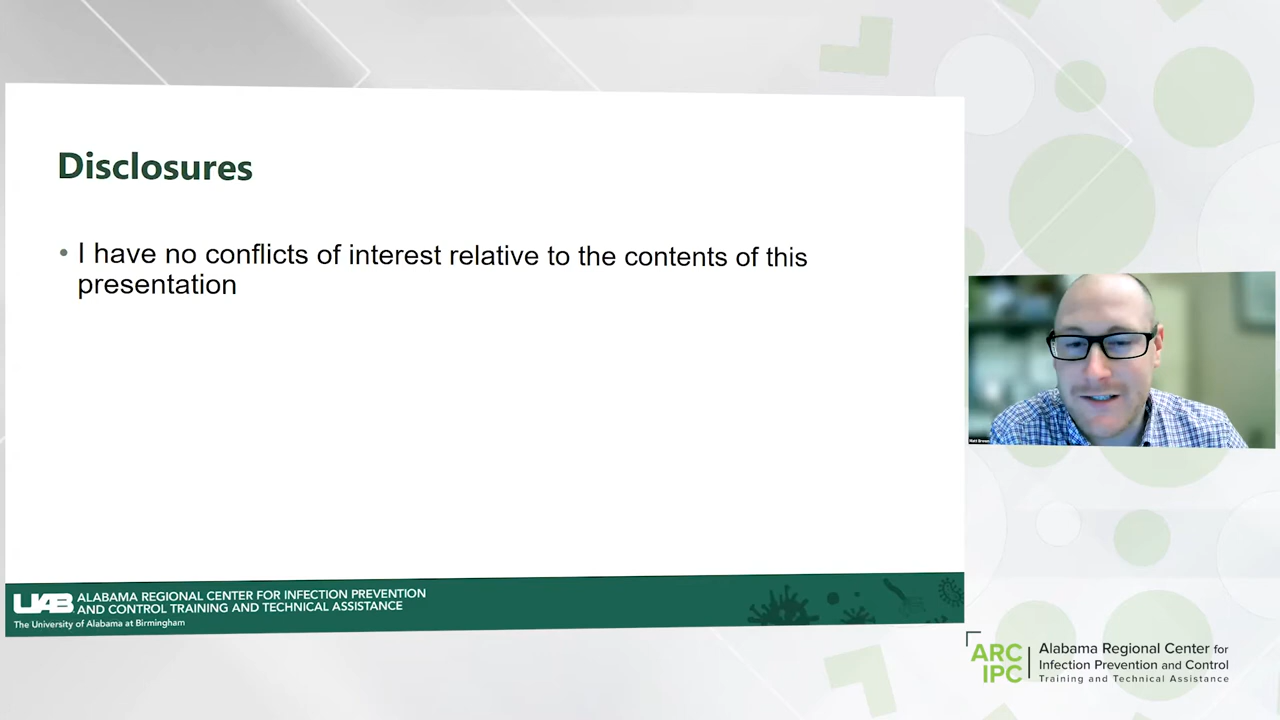 Disclosures
• I have no conflicts of interest relative to the contents of this
presentation
Matt Brown
UAB ALABAMA REGIONAL CENTER FOR INFECTION PREVENTION
AND CONTROL TRAINING AND TECHNICAL ASSISTANCE
The University of Alabama at Birmingham
ARC
IPC
Alabama Regional Center for
Infection Prevention and Control
Training and Technical Assistance